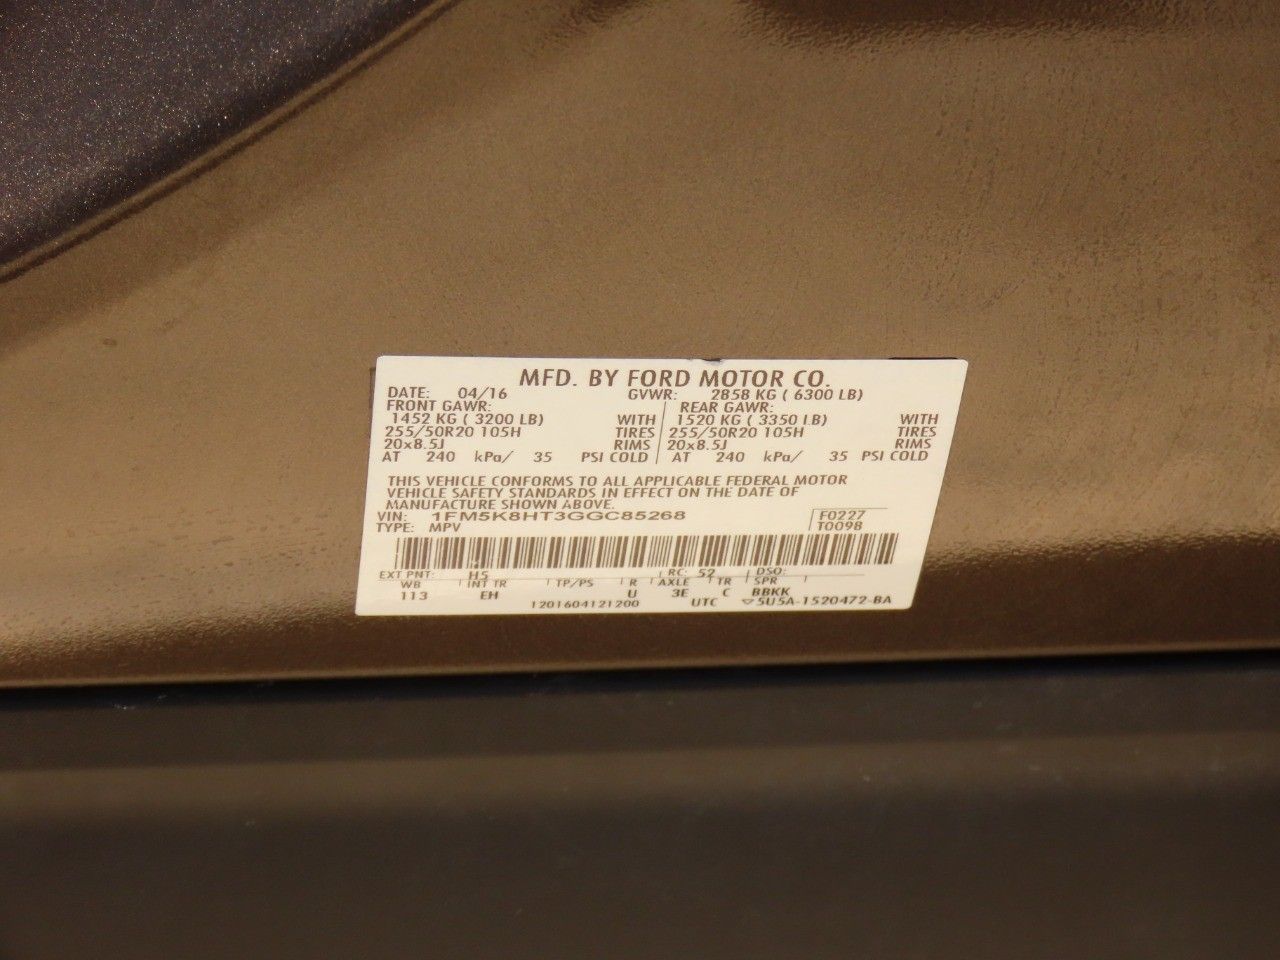 MFD. BY FORD MOTOR CO.
DATE: 04/16 GVWR: 2858 KG ( 6300 LB)
FRONT GAWR: REAR GAWR:
1452 KG ( 3200 LB) WITH 1520 KG ( 3350 LB) WITH
255/50R20 105H TIRES 255/50R20 105H TIRES
20x8.5J RIMS 20x8.5J RIMS
AT 240 kPa/ 35 PSI COLD AT 240 kPa/ 35 PSI COLD
THIS VEHICLE CONFORMS TO ALL APPLICABLE FEDERAL MOTOR
VEHICLE SAFETY STANDARDS IN EFFECT ON THE DATE OF
MANUFACTURE SHOWN ABOVE.
VIN: 1FM5K8HT3GGC85268 F0227
TYPE: MPV T0098
EXT PNT: H5 RC: 52 DSO:
WB INT TR TP/PS R AXLE TR SPR
113 EH U 3E C BBKK
1201604121200 UTC ▽5U5A-1520472-BA